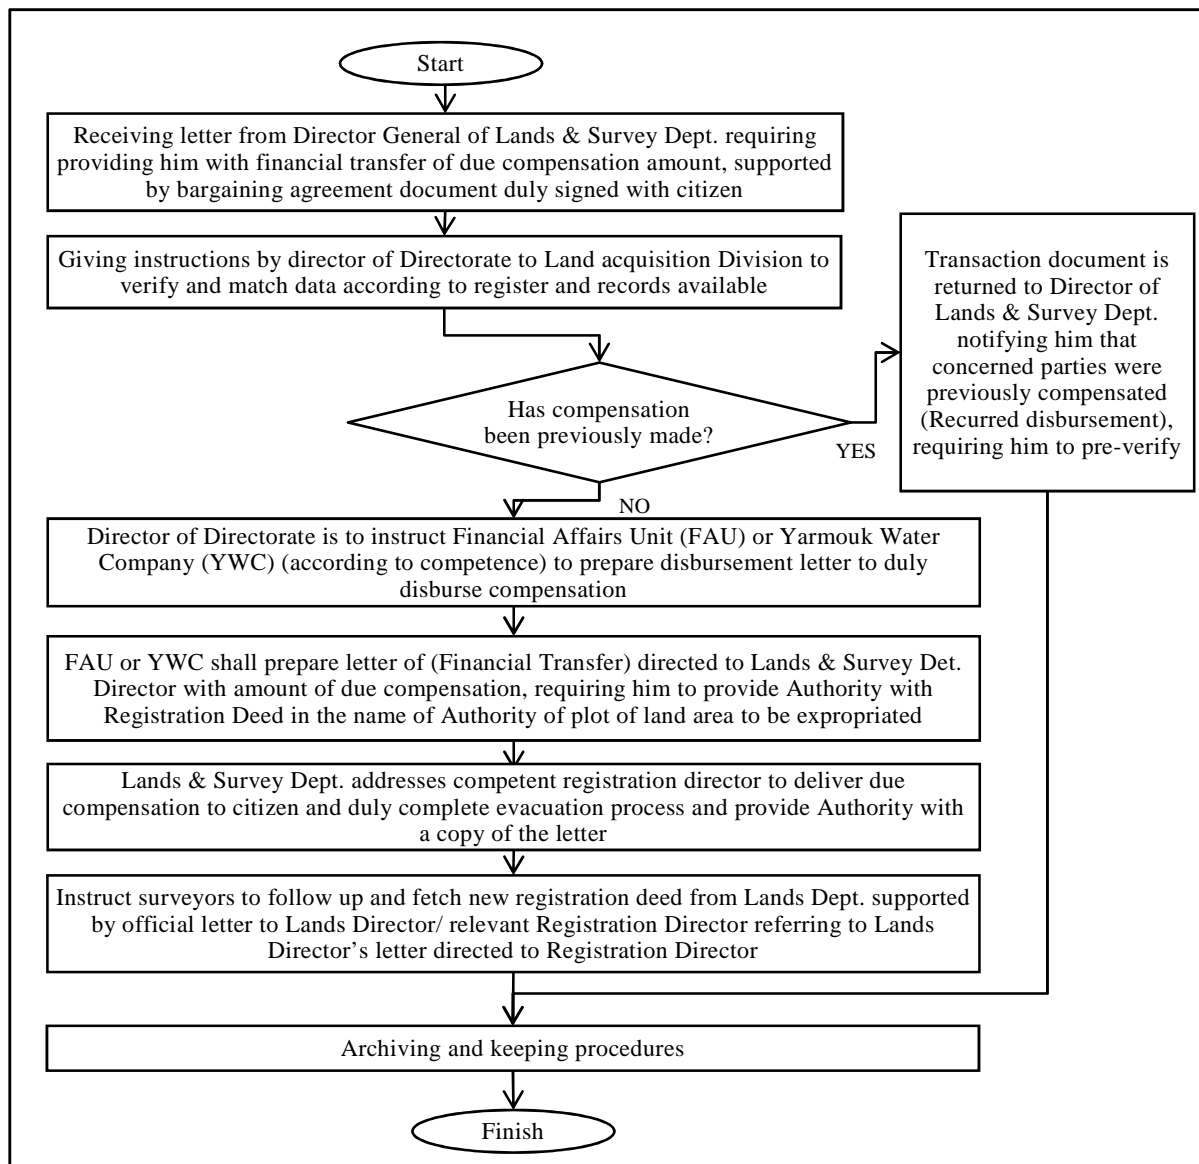 Start
Receiving letter from Director General of Lands & Survey Dept. requiring
providing him with financial transfer of due compensation amount, supported
by bargaining agreement document duly signed with citizen
Giving instructions by director of Directorate to Land acquisition Division to
verify and match data according to register and records available
Transaction document is
returned to Director of
Lands & Survey Dept.
notifying him that
concerned parties were
previously compensated
(Recurred disbursement),
requiring him to pre-verify
Has compensation
been previously made?
YES
NO
Director of Directorate is to instruct Financial Affairs Unit (FAU) or Yarmouk Water
Company (YWC) (according to competence) to prepare disbursement letter to duly
disburse compensation
FAU or YWC shall prepare letter of (Financial Transfer) directed to Lands & Survey Det.
Director with amount of due compensation, requiring him to provide Authority with
Registration Deed in the name of Authority of plot of land area to be expropriated
Lands & Survey Dept. addresses competent registration director to deliver due
compensation to citizen and duly complete evacuation process and provide Authority with
a copy of the letter
Instruct surveyors to follow up and fetch new registration deed from Lands Dept. supported
by official letter to Lands Director/ relevant Registration Director referring to Lands
Director’s letter directed to Registration Director
Archiving and keeping procedures
Finish